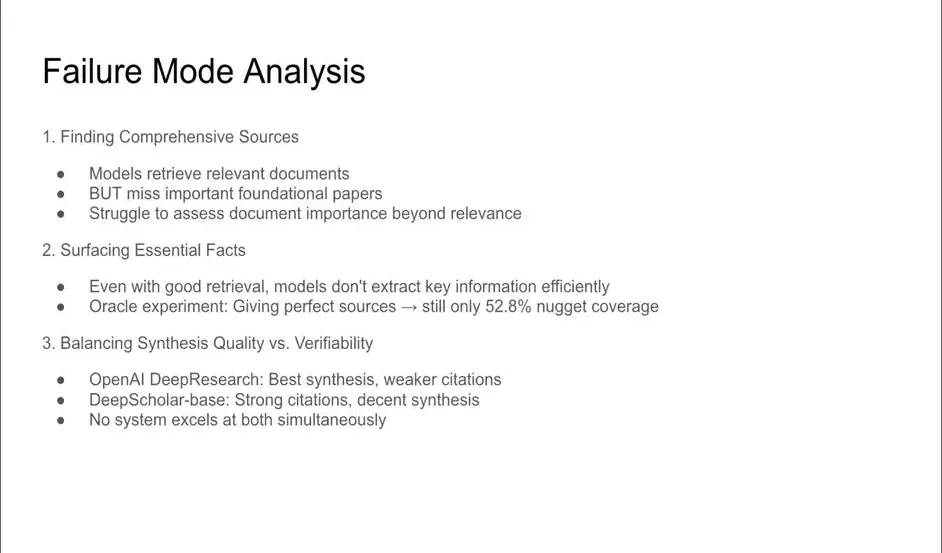 Failure Mode Analysis
1. Finding Comprehensive Sources
● Models retrieve relevant documents
● BUT miss important foundational papers
● Struggle to assess document importance beyond relevance
2. Surfacing Essential Facts
● Even with good retrieval, models don't extract key information efficiently
● Oracle experiment: Giving perfect sources → still only 52.8% nugget coverage
3. Balancing Synthesis Quality vs. Verifiability
● OpenAI DeepResearch: Best synthesis, weaker citations
● DeepScholar-base: Strong citations, decent synthesis
● No system excels at both simultaneously